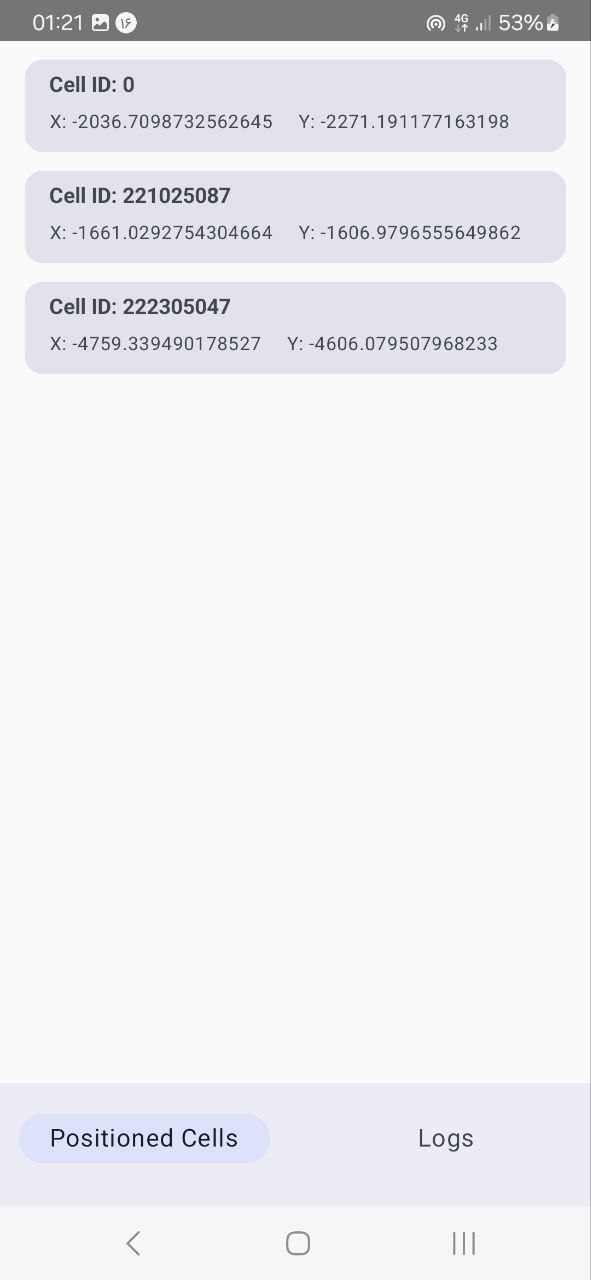 01:21 ۱۶ 4G 53%
Cell ID: 0
X: -2036.7098732562645 Y: -2271.191177163198
Cell ID: 221025087
X: -1661.0292754304664 Y: -1606.9796555649862
Cell ID: 222305047
X: -4759.339490178527 Y: -4606.079507968233
Positioned Cells Logs